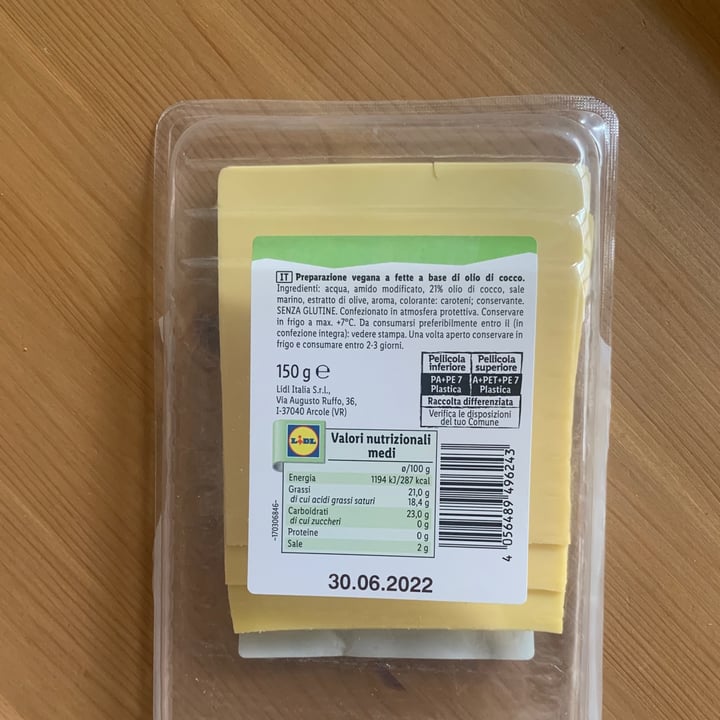 IT Preparazione vegana a fette a base di olio di cocco.
Ingredienti: acqua, amido modificato, 21% olio di cocco, sale
marino, estratto di olive, aroma, colorante: caroteni; conservante.
SENZA GLUTINE. Confezionato in atmosfera protettiva. Conservare
in frigo a max. +7°C. Da consumarsi preferibilmente entro il (in
confezione integra): vedere stampa. Una volta aperto conservare in
frigo e consumare entro 2-3 giorni.
150 g e
Lidl Italia S.r.l.,
Via Augusto Ruffo, 36,
I-37040 Arcole (VR)
Pellicola inferiore
PA+PE 7
Plastica
Pellicola superiore
A+PET+PE 7
Plastica
Raccolta differenziata
Verifica le disposizioni
del tuo Comune
LIDL
Valori nutrizionali
medi
ø/100 g
Energia 1194 kJ/287 kcal
Grassi 21,0 g
di cui acidi grassi saturi 18,4 g
Carboidrati 23,0 g
di cui zuccheri 0 g
Proteine 0 g
Sale 2 g
-170306846-
4 056489 496243
30.06.2022